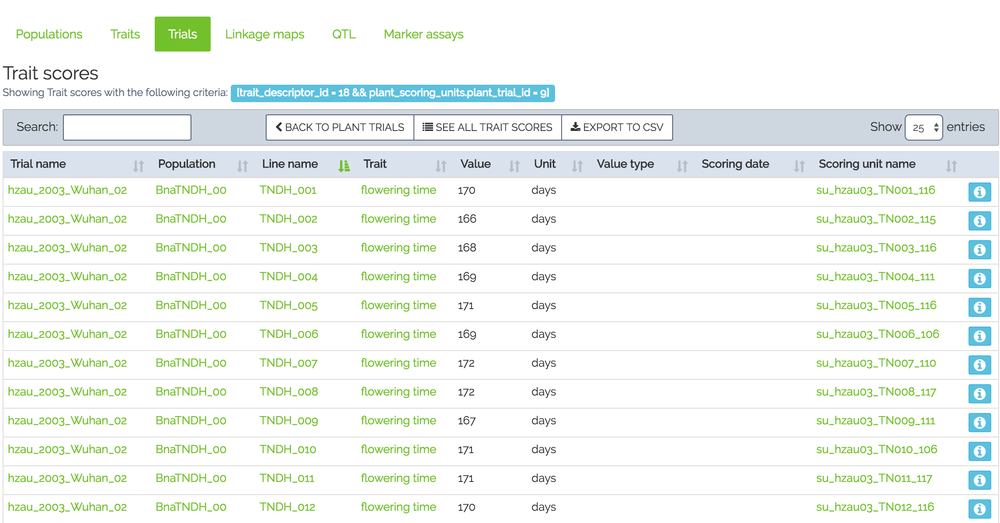 Populations Traits Trials Linkage maps QTL Marker assays
Trait scores
Showing Trait scores with the following criteria: [trait_descriptor_id = 18 && plant_scoring_units.plant_trial_id = 9]
Search: BACK TO PLANT TRIALS SEE ALL TRAIT SCORES EXPORT TO CSV Show 25 entries
Trial name Population Line name Trait Value Unit Value type Scoring date Scoring unit name
hzau_2003_Wuhan_02 BnaTNDH_00 TNDH_001 flowering time 170 days su_hzau03_TN001_116
hzau_2003_Wuhan_02 BnaTNDH_00 TNDH_002 flowering time 166 days su_hzau03_TN002_115
hzau_2003_Wuhan_02 BnaTNDH_00 TNDH_003 flowering time 168 days su_hzau03_TN003_116
hzau_2003_Wuhan_02 BnaTNDH_00 TNDH_004 flowering time 169 days su_hzau03_TN004_111
hzau_2003_Wuhan_02 BnaTNDH_00 TNDH_005 flowering time 171 days su_hzau03_TN005_116
hzau_2003_Wuhan_02 BnaTNDH_00 TNDH_006 flowering time 169 days su_hzau03_TN006_106
hzau_2003_Wuhan_02 BnaTNDH_00 TNDH_007 flowering time 172 days su_hzau03_TN007_110
hzau_2003_Wuhan_02 BnaTNDH_00 TNDH_008 flowering time 172 days su_hzau03_TN008_117
hzau_2003_Wuhan_02 BnaTNDH_00 TNDH_009 flowering time 167 days su_hzau03_TN009_111
hzau_2003_Wuhan_02 BnaTNDH_00 TNDH_010 flowering time 171 days su_hzau03_TN010_106
hzau_2003_Wuhan_02 BnaTNDH_00 TNDH_011 flowering time 171 days su_hzau03_TN011_117
hzau_2003_Wuhan_02 BnaTNDH_00 TNDH_012 flowering time 170 days su_hzau03_TN012_116